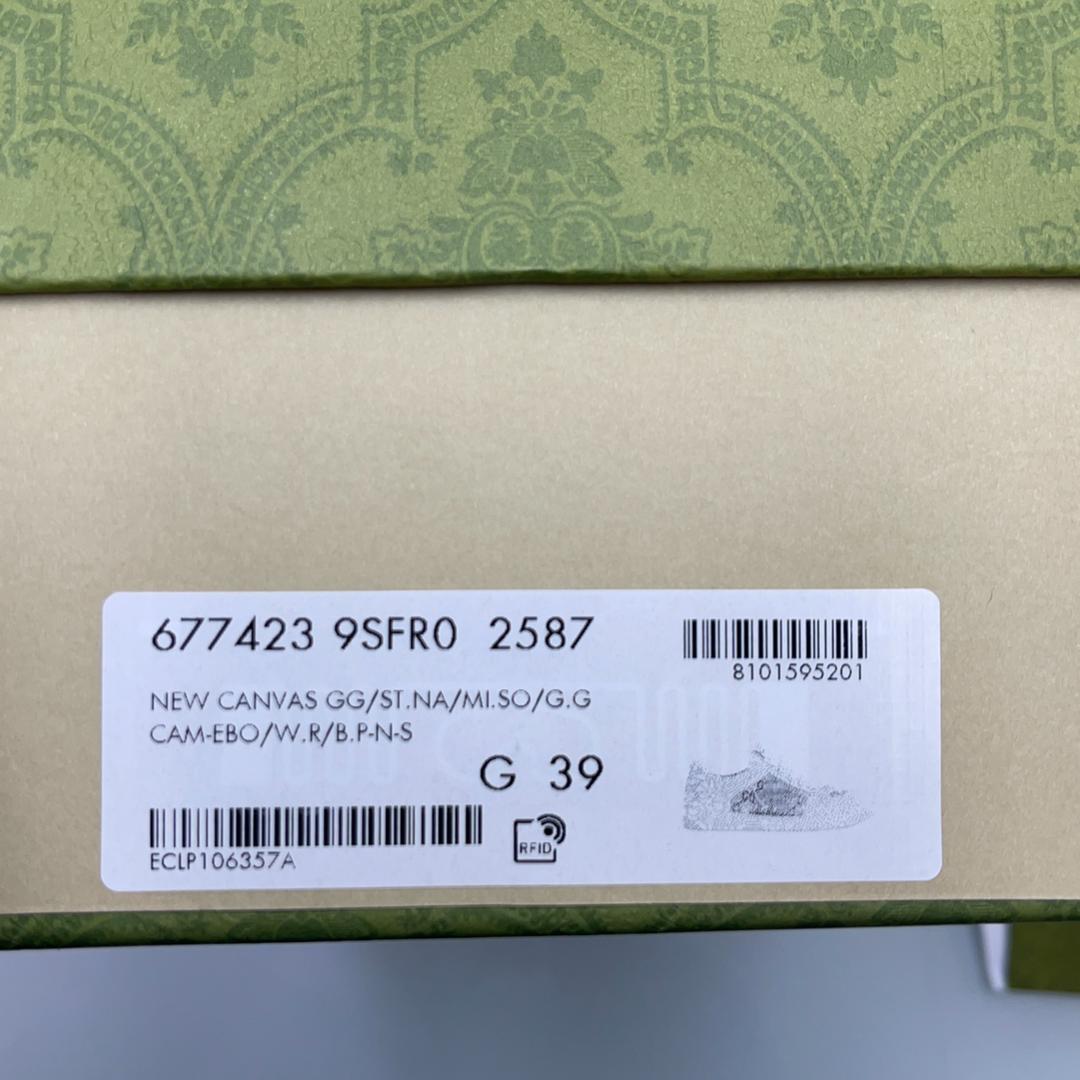 677423 9SFR0 2587
8101595201
NEW CANVAS GG/ST.NA/MI.SO/G.G
CAM-EBO/W.R/B.P-N-S
G 39
ECLP106357A
RFID